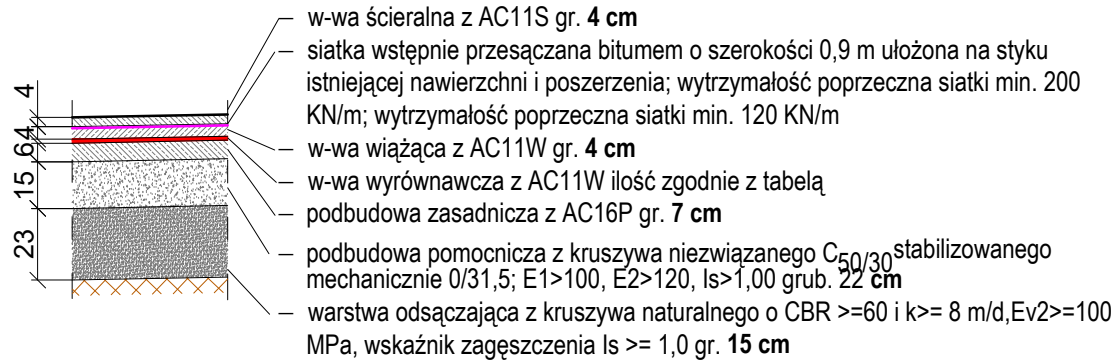 w-wa ścieralna z AC11S gr. 4 cm
siatka wstępnie przesączana bitumem o szerokości 0,9 m ułożona na styku
istniejącej nawierzchni i poszerzenia; wytrzymałość poprzeczna siatki min. 200
KN/m; wytrzymałość poprzeczna siatki min. 120 KN/m
w-wa wiążąca z AC11W gr. 4 cm
w-wa wyrównawcza z AC11W ilość zgodnie z tabelą
podbudowa zasadnicza z AC16P gr. 7 cm
podbudowa pomocnicza z kruszywa niezwiązanego C50/30 stabilizowanego
mechanicznie 0/31,5; E1>100, E2>120, Is>1,00 grub. 22 cm
warstwa odsączająca z kruszywa naturalnego o CBR >=60 i k>= 8 m/d,Ev2>=100
MPa, wskaźnik zagęszczenia Is >= 1,0 gr. 15 cm
4
4
6
15
23